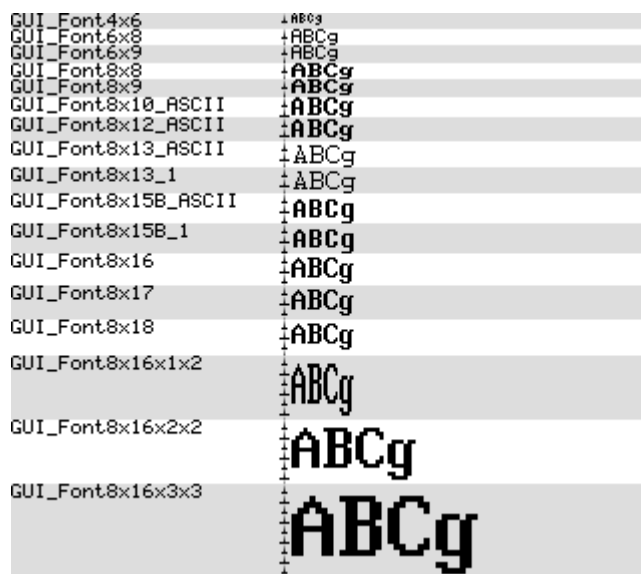 GUI_Font4x6 ABCg
GUI_Font6x8 ABCg
GUI_Font6x9 ABCg
GUI_Font8x8 ABCg
GUI_Font8x9 ABCg
GUI_Font8x10_ASCII ABCg
GUI_Font8x12_ASCII ABCg
GUI_Font8x13_ASCII ABCg
GUI_Font8x13_1 ABCg
GUI_Font8x15B_ASCII ABCg
GUI_Font8x15B_1 ABCg
GUI_Font8x16 ABCg
GUI_Font8x17 ABCg
GUI_Font8x18 ABCg
GUI_Font8x16x1x2 ABCg
GUI_Font8x16x2x2 ABCg
GUI_Font8x16x3x3 ABCg